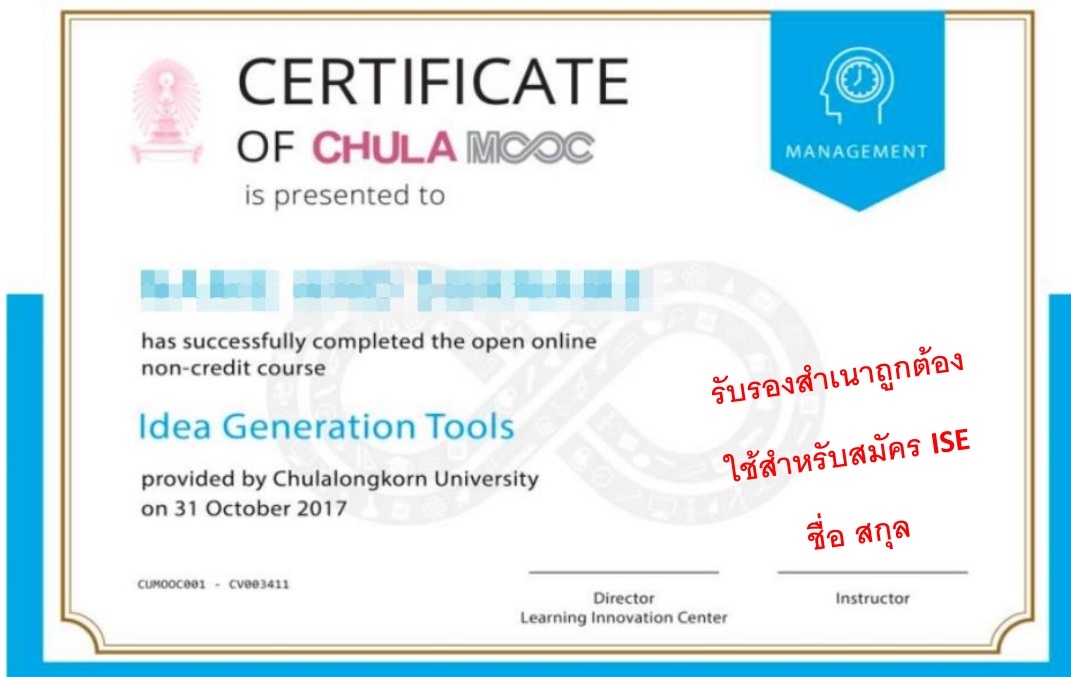 CERTIFICATE
OF CHULA MOOC
is presented to
MANAGEMENT
has successfully completed the open online
non-credit course
Idea Generation Tools
provided by Chulalongkorn University
on 31 October 2017
รับรองสำเนาถูกต้อง
ใช้สำหรับสมัคร ISE
ชื่อ สกุล
CUMOOC001 - CV003411
Director
Learning Innovation Center
Instructor